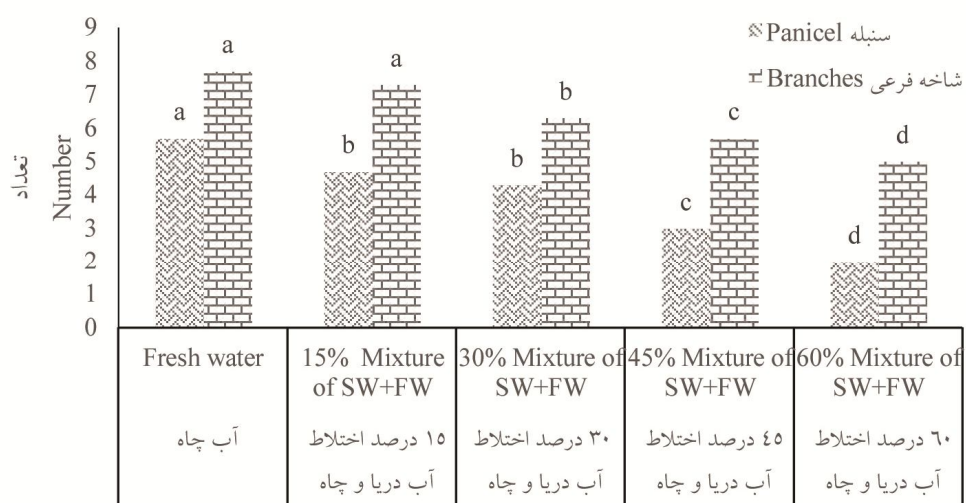 سنبله Panicel
شاخه فرعی Branches
تعداد
Number
9
8
7
6
5
4
3
2
1
0
a
a
b
a
b
b
c
c
d
d
Fresh water
آب چاه
15% Mixture
of SW+FW
۱۵ درصد اختلاط
آب دریا و چاه
30% Mixture of
SW+FW
۳۰ درصد اختلاط
آب دریا و چاه
45% Mixture of
SW+FW
٤٥ درصد اختلاط
آب دریا و چاه
60% Mixture of
SW+FW
٦۰ درصد اختلاط
آب دریا و چاه